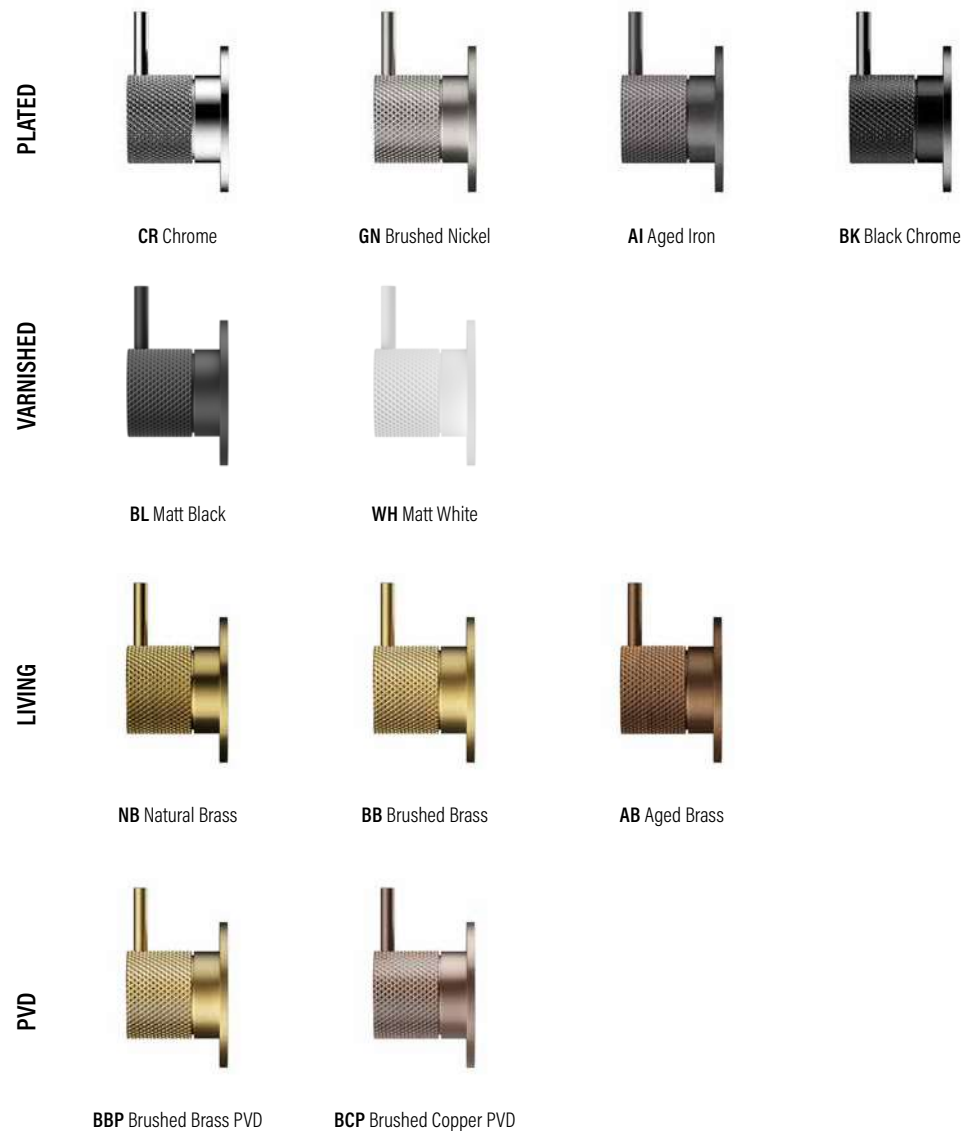 PLATED
CR Chrome
GN Brushed Nickel
AI Aged Iron
BK Black Chrome
VARNISHED
BL Matt Black
WH Matt White
LIVING
NB Natural Brass
BB Brushed Brass
AB Aged Brass
PVD
BBP Brushed Brass PVD
BCP Brushed Copper PVD